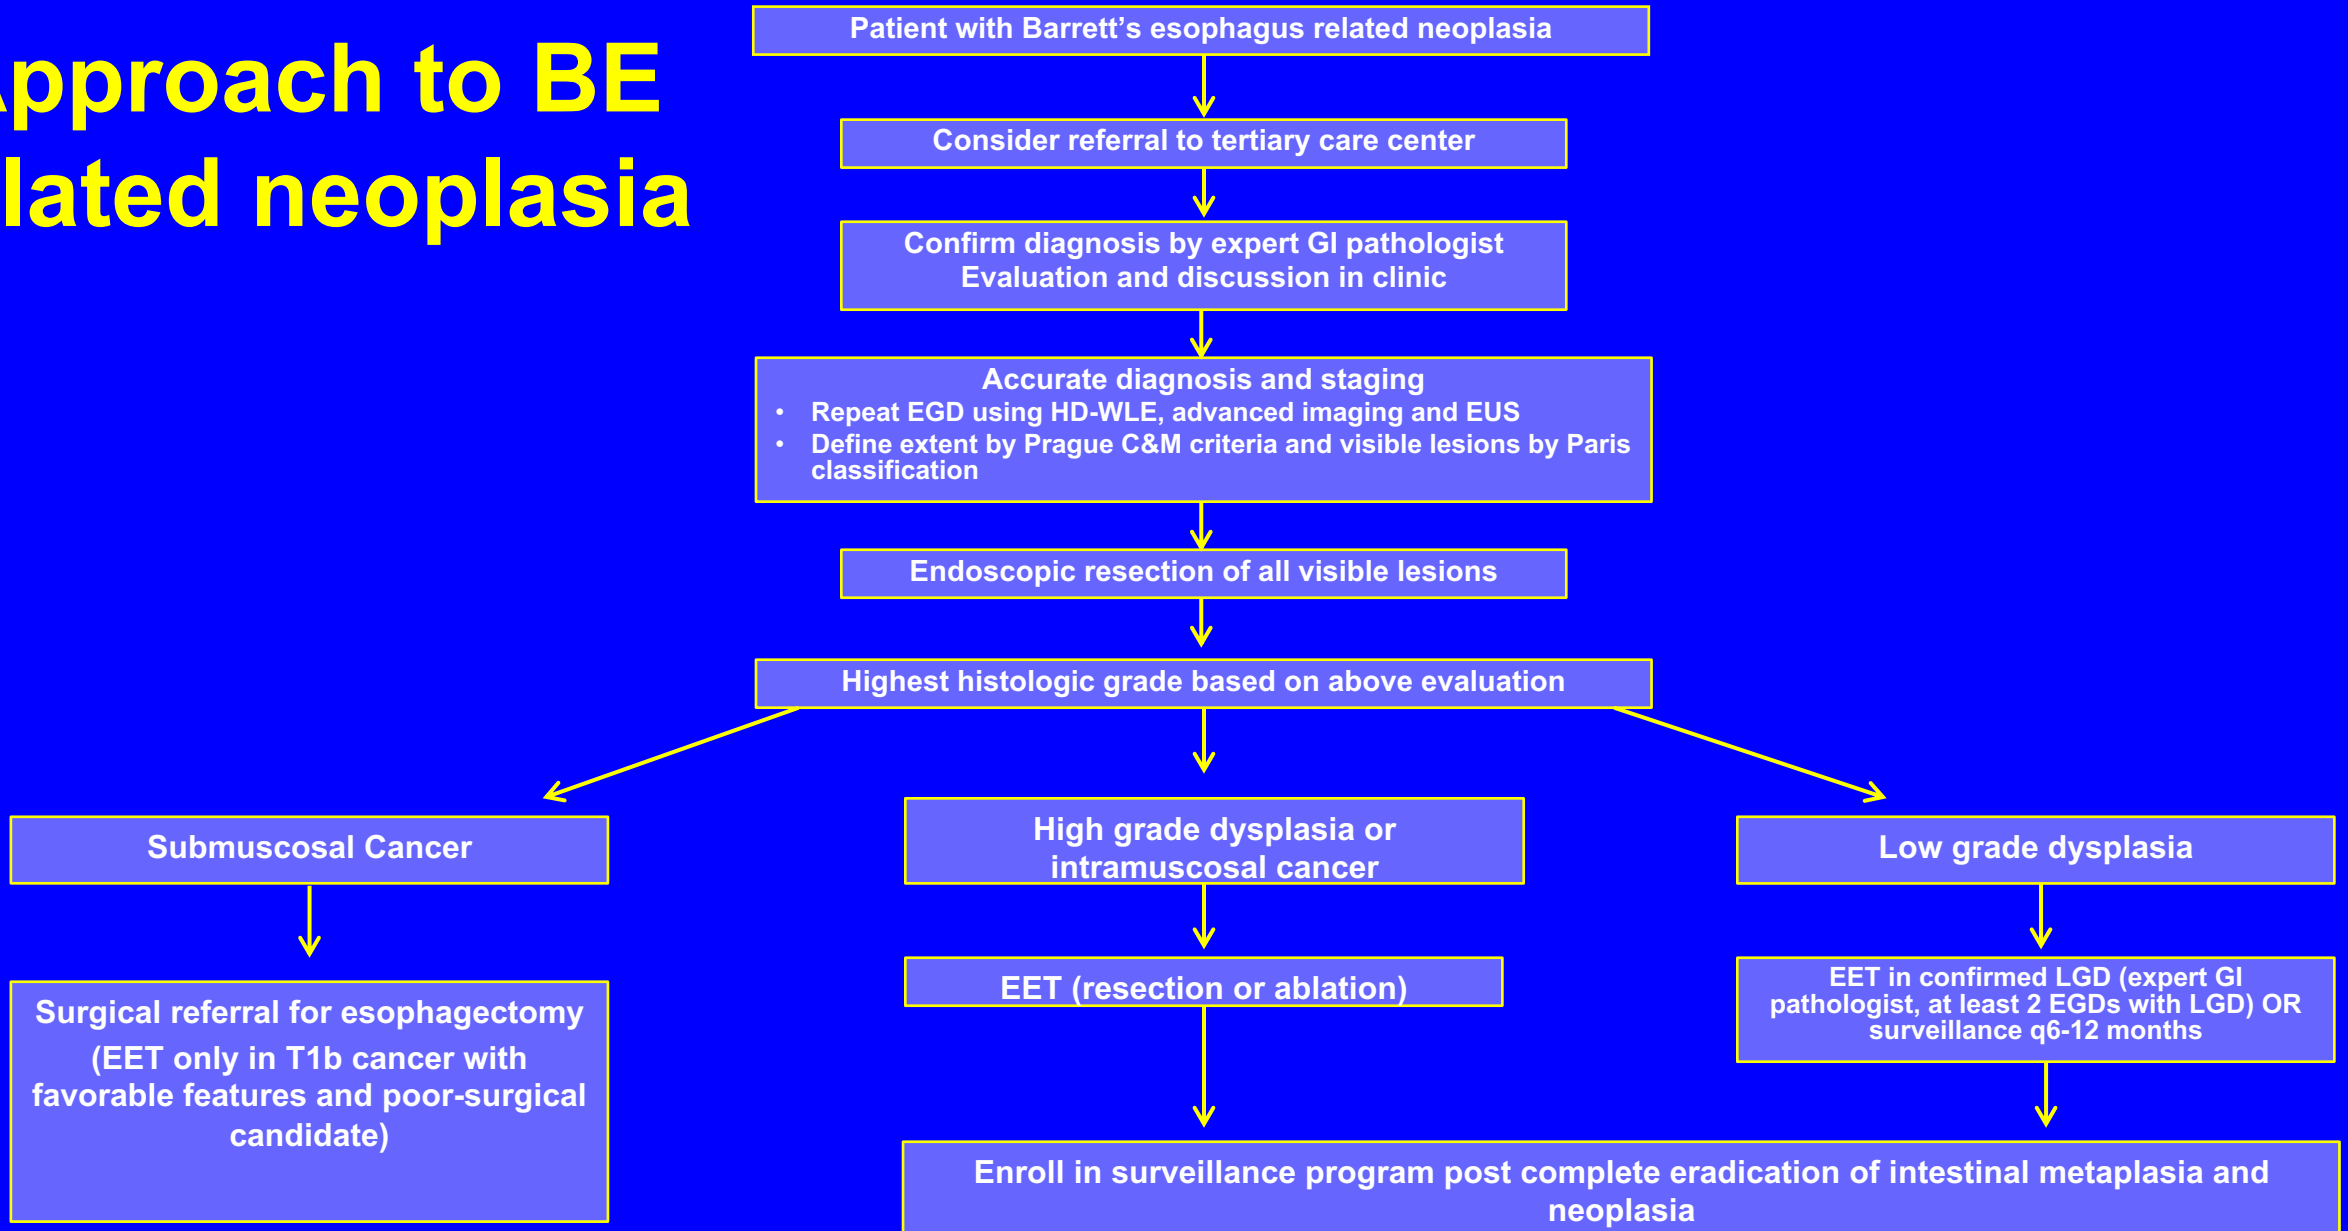 Approach to BE
lated neoplasia
Patient with Barrett’s esophagus related neoplasia
Consider referral to tertiary care center
Confirm diagnosis by expert GI pathologist
Evaluation and discussion in clinic
Accurate diagnosis and staging
• Repeat EGD using HD-WLE, advanced imaging and EUS
• Define extent by Prague C&M criteria and visible lesions by Paris
classification
Endoscopic resection of all visible lesions
Highest histologic grade based on above evaluation
Submuscosal Cancer
High grade dysplasia or
intramuscosal cancer
Low grade dysplasia
Surgical referral for esophagectomy
(EET only in T1b cancer with
favorable features and poor-surgical
candidate)
EET (resection or ablation)
EET in confirmed LGD (expert GI
pathologist, at least 2 EGDs with LGD) OR
surveillance q6-12 months
Enroll in surveillance program post complete eradication of intestinal metaplasia and
neoplasia